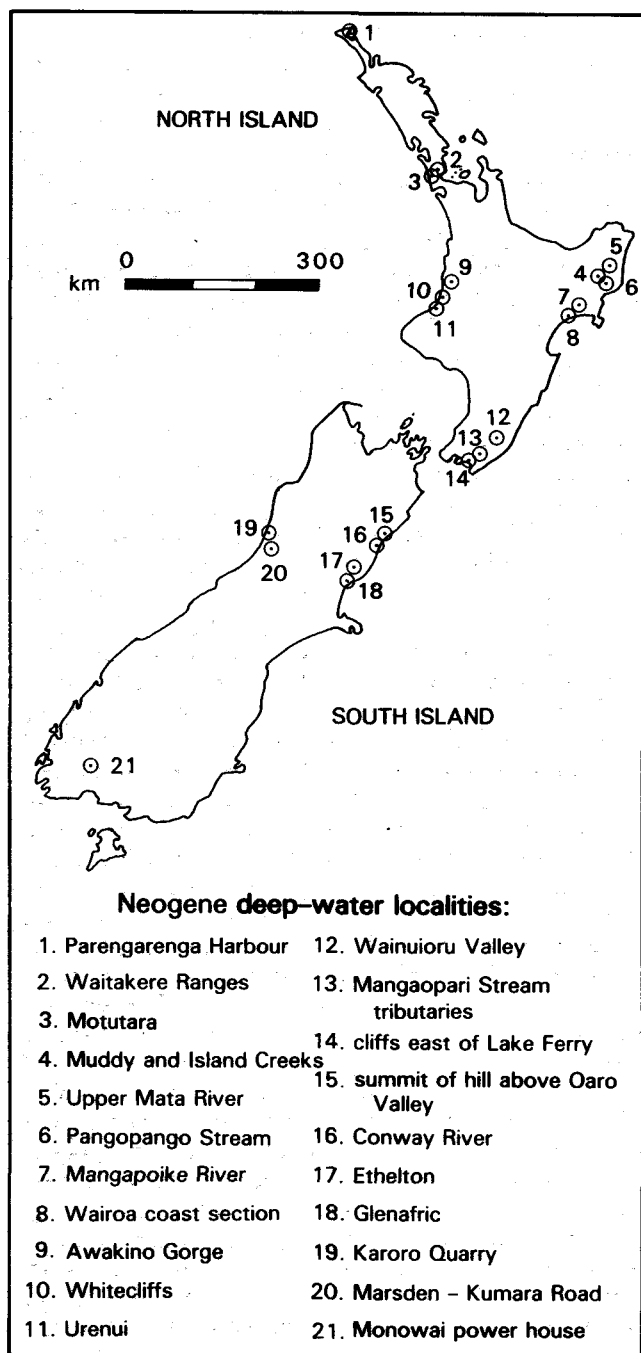 1
NORTH ISLAND
2
3
0 300
km
5
9
4
10
6
7
11
8
12
13
14
15
19
16
17
20
18
SOUTH ISLAND
21
Neogene deep-water localities:
1. Parengarenga Harbour
2. Waitakere Ranges
3. Motutara
4. Muddy and Island Creeks
5. Upper Mata River
6. Pangopango Stream
7. Mangapoike River
8. Wairoa coast section
9. Awakino Gorge
10. Whitecliffs
11. Urenui
12. Wainuioru Valley
13. Mangaopari Stream
tributaries
14. cliffs east of Lake Ferry
15. summit of hill above Oaro
Valley
16. Conway River
17. Ethelton
18. Glenafric
19. Karoro Quarry
20. Marsden – Kumara Road
21. Monowai power house